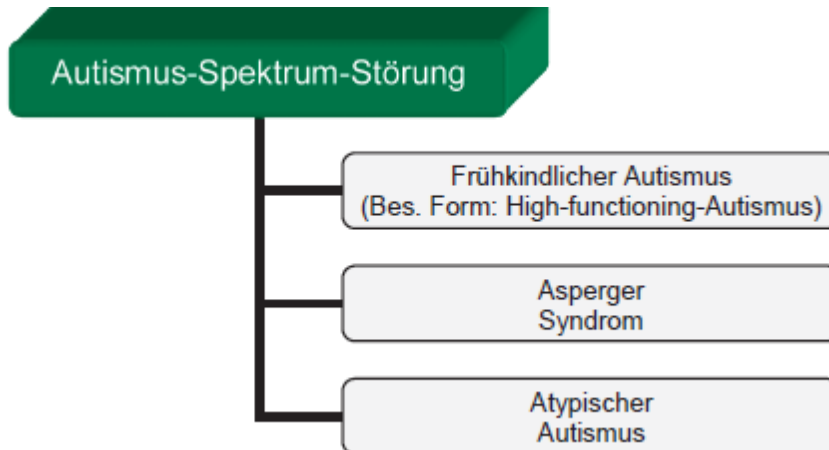 Autismus-Spektrum-Störung
Frühkindlicher Autismus
(Bes. Form: High-functioning-Autismus)
Asperger
Syndrom
Atypischer
Autismus